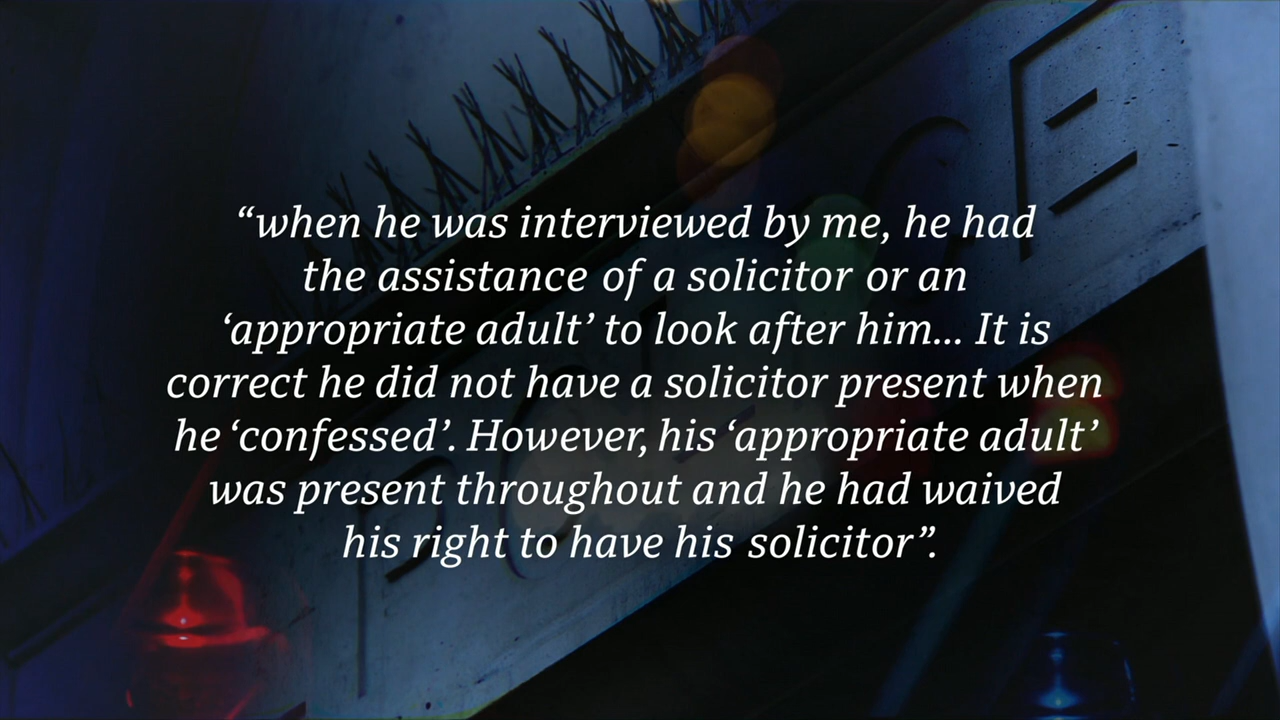 “when he was interviewed by me, he had
the assistance of a solicitor or an
‘appropriate adult’ to look after him... It is
correct he did not have a solicitor present when
he ‘confessed’. However, his ‘appropriate adult’
was present throughout and he had waived
his right to have his solicitor”.
POLICE